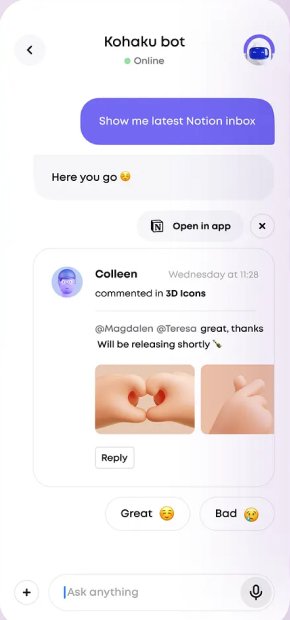 Kohaku bot
Online
Show me latest Notion inbox
Here you go 😌
Open in app
Colleen
Wednesday at 11:28
commented in 3D Icons
@Magdalen @Teresa great, thanks
Will be releasing shortly 🍾
Reply
Great ☺️
Bad 😢
Ask anything